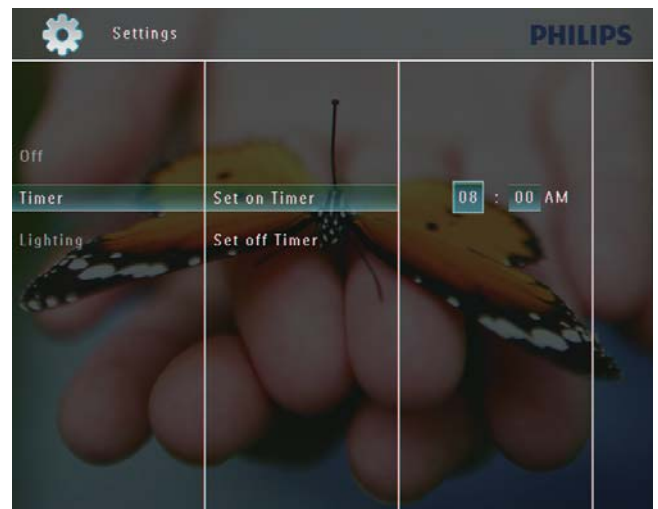 Settings
PHILIPS
Off
Timer
Set on Timer
08 : 00 AM
Lighting
Set off Timer